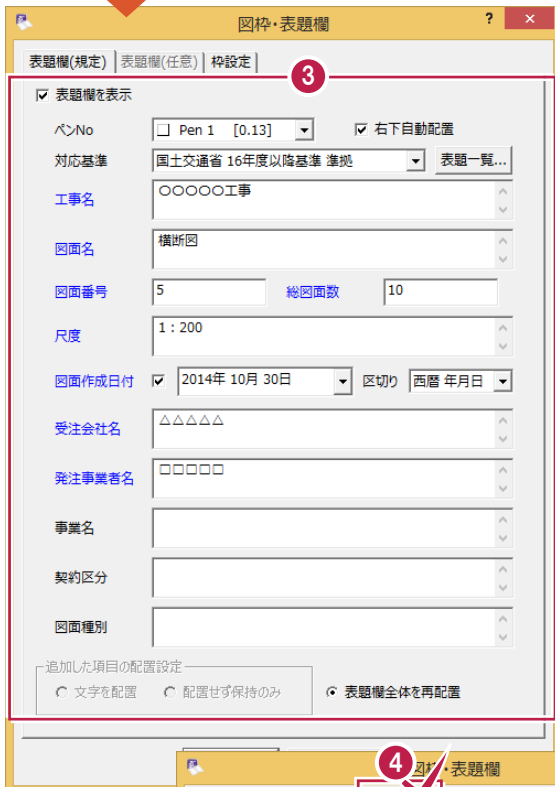 図枠・表題欄 ? ×
表題欄(規定) 表題欄(任意) 枠設定
3
表題欄を表示
ペンNo Pen 1 [0.13] 右下自動配置
対応基準 国土交通省 16年度以降基準 準拠 表題一覧...
工事名 〇〇〇〇〇工事
図面名 横断図
図面番号 5 総図面数 10
尺度 1：200
図面作成日付 2014年 10月 30日 区切り 西暦 年月日
受注会社名 △△△△△
発注事業者名 □□□□□
事業名
契約区分
図面種別
追加した項目の配置設定
文字を配置 配置せず保持のみ 表題欄全体を再配置
4 図枠・表題欄